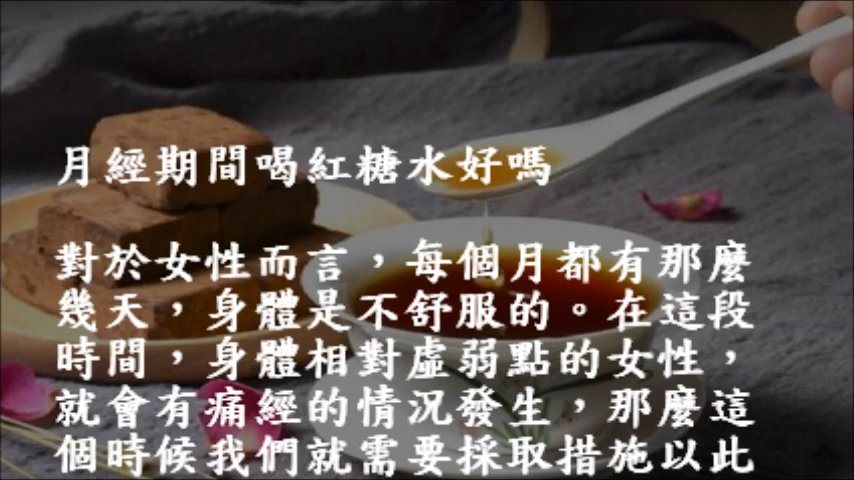 月經期間喝紅糖水好嗎
對於女性而言，每個月都有那麼
幾天，身體是不舒服的。在這段
時間，身體相對虛弱點的女性，
就會有痛經的情況發生，那麼這
個時候我們就需要採取措施以此